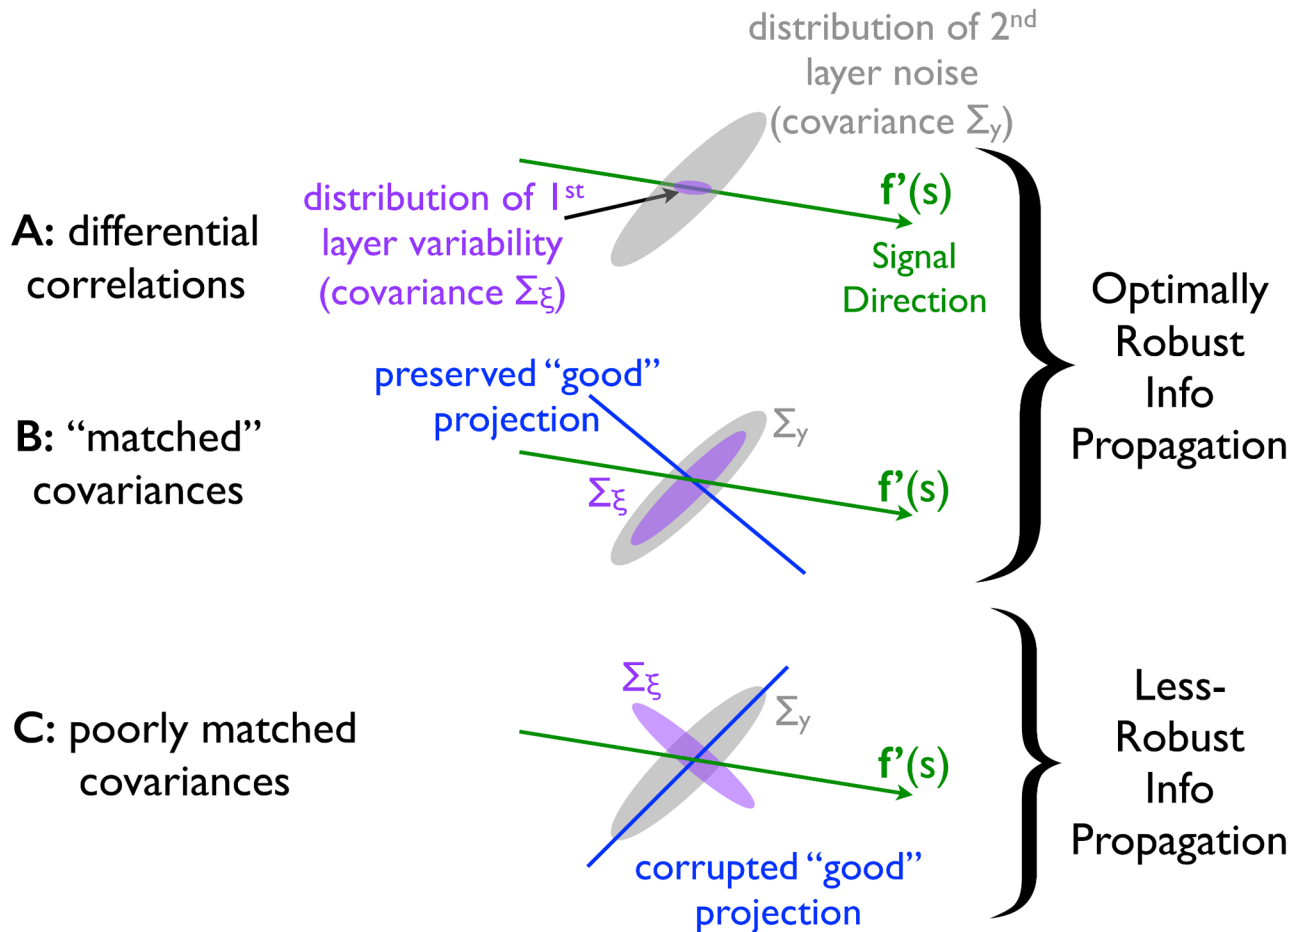 distribution of 2nd
layer noise
(covariance Σy)
distribution of 1st
layer variability
(covariance Σξ)
A: differential
correlations
f'(s)
Signal
Direction
Optimally
Robust
Info
Propagation
preserved “good”
projection
B: “matched”
covariances
Σy
Σξ
f'(s)
C: poorly matched
covariances
Σξ
Σy
f'(s)
corrupted “good”
projection
Less-
Robust
Info
Propagation